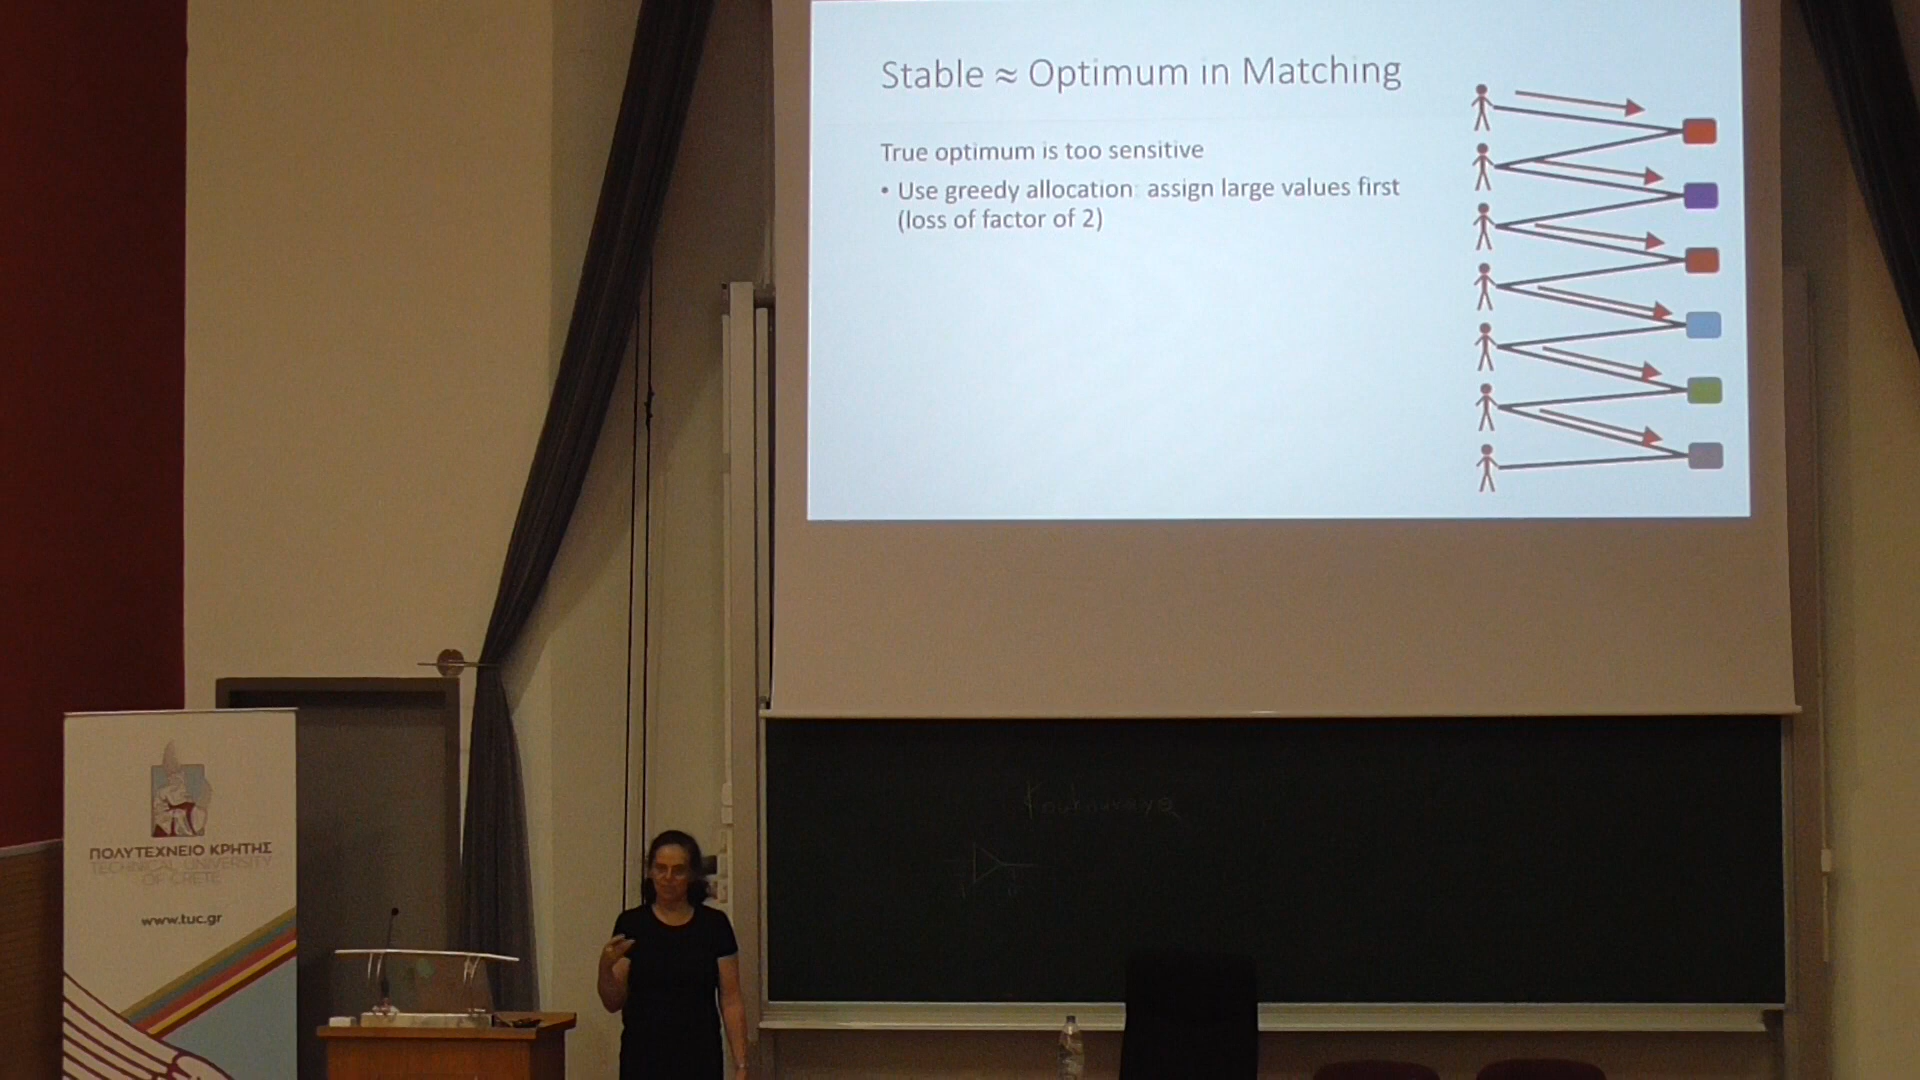 Stable ≈ Optimum in Matching
True optimum is too sensitive
• Use greedy allocation: assign large values first
(loss of factor of 2)
ΠΟΛΥΤΕΧΝΕΙΟ ΚΡΗΤΗΣ
TECHNICAL UNIVERSITY
OF CRETE
www.tuc.gr